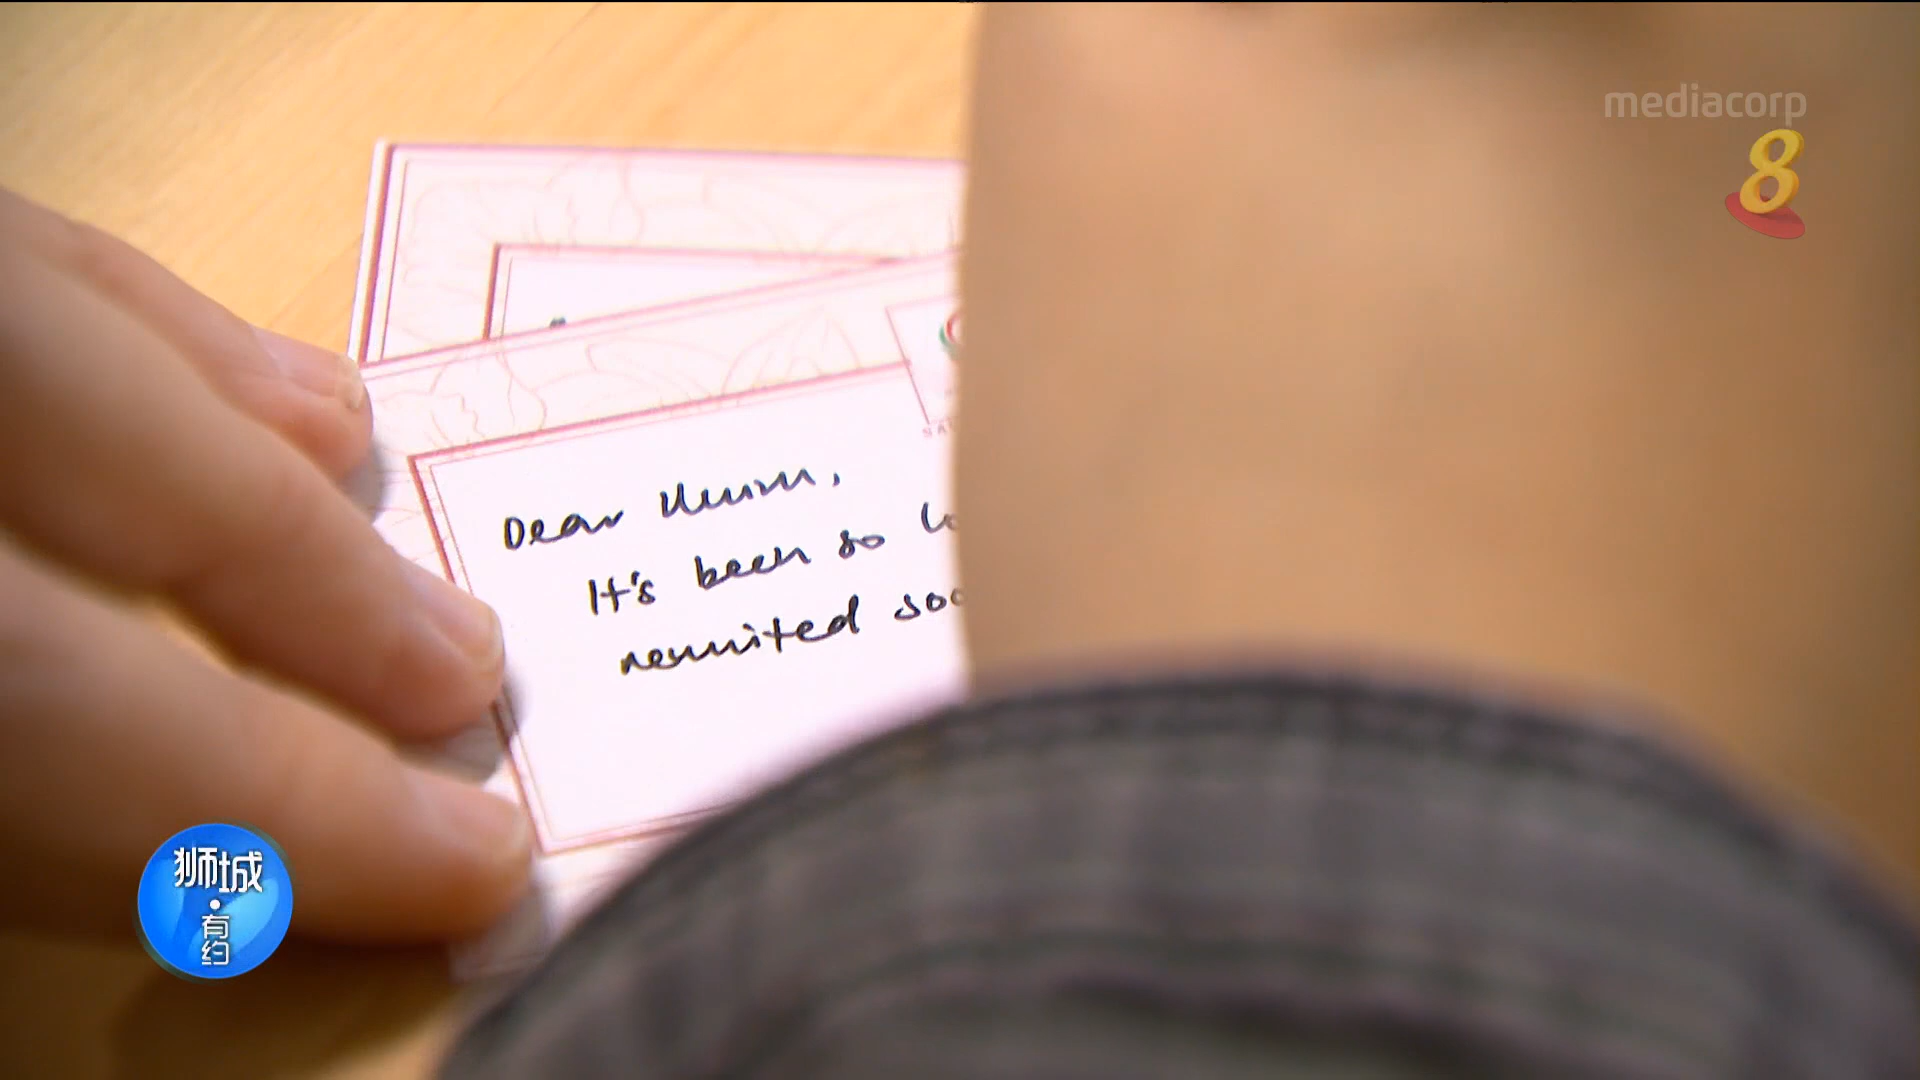 mediacorp
8
Dear Mum,
It's been so
reunited
狮城
有约